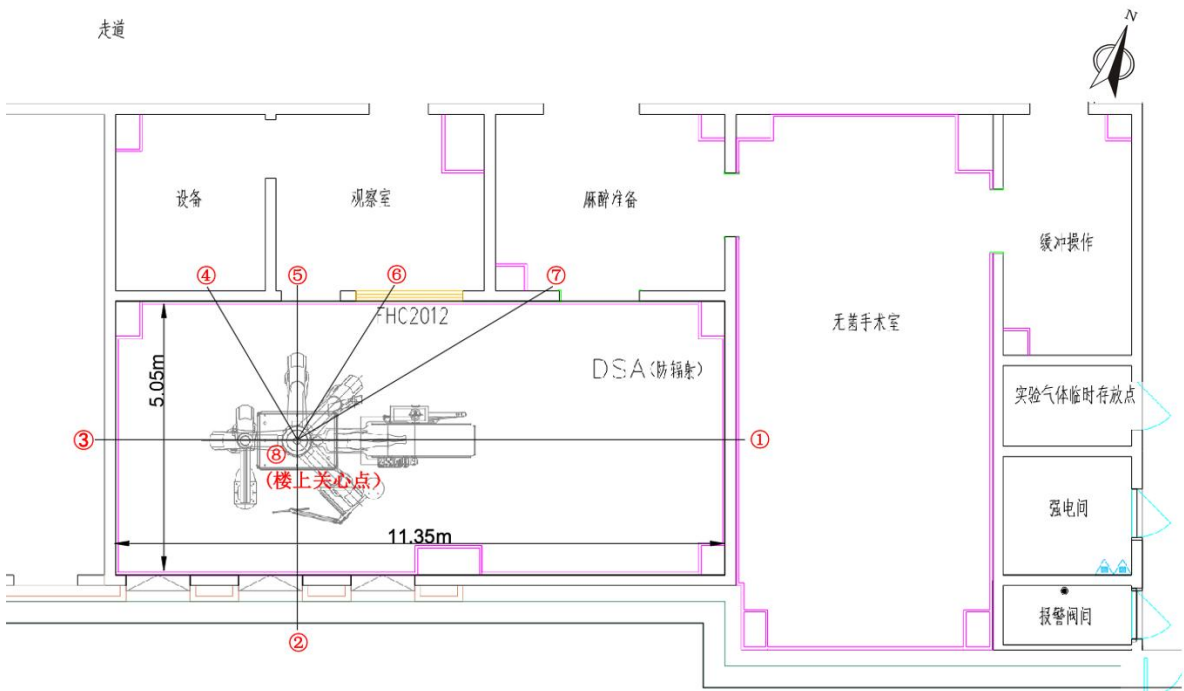 走道
N
设备
观察室
麻醉准备
缓冲操作
④
⑤
⑥
⑦
FHC2012
无菌手术室
DSA(防辐射)
5.05m
实验气体临时存放点
③
①
⑧
(楼上关心点)
强电间
11.35m
报警阀间
②